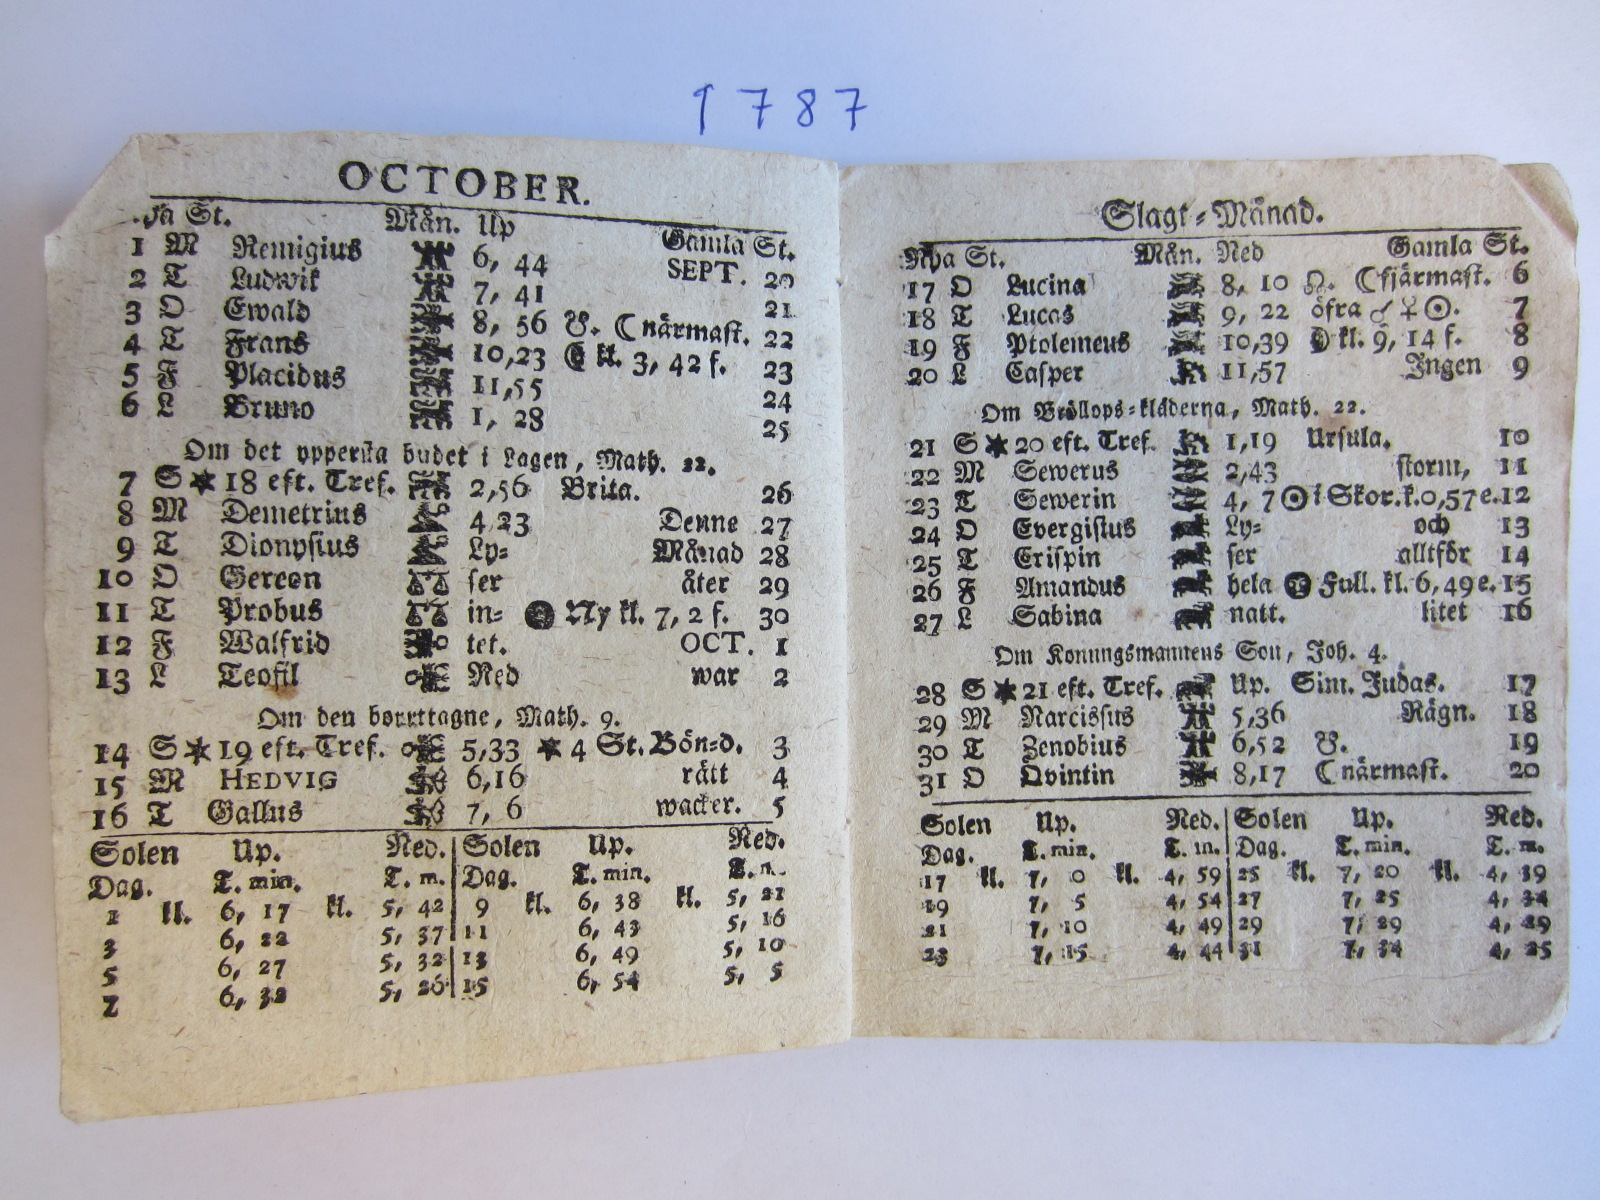 1787
OCTOBER.
ya St. Mån. Up Gamla St.
1 M Remigius 6, 44 SEPT. 20
2 T Ludwik 7, 41 21
3 O Ewald 8, 56 ☋. ☾ närmast. 22
4 T Frans 10,23 kl. 3, 42 f. 23
5 F Placidus 11,55 24
6 L Bruno 1, 28 25
Om det yppersta budet i Lagen, Math. 22.
7 S ✶ 18 eft. Tref. 2,56 Brita. 26
8 M Demetrius 4,23 Denne 27
9 T Dionysius Ly= Månad 28
10 O Gereon ♎ ser åter 29
11 T Probus ♎ in= Ny kl. 7, 2 f. 30
12 F Walfrid tet. OCT. 1
13 L Teofil Ned war 2
Om den borttagne, Math. 9.
14 S ✶ 19 eft. Tref. 5,33 ✶ 4 St. Bön=d. 3
15 M HEDVIG 6,16 rätt 4
16 T Gallus 7, 6 wacker. 5
Solen Up. Ned. Solen Up. Ned.
Dag. T. min. T. m. Dag. T. min. T. m.
1 kl. 6, 17 kl. 5, 42 9 kl. 6, 38 kl. 5, 21
3 6, 22 5, 37 11 6, 43 5, 16
5 6, 27 5, 32 13 6, 49 5, 10
7 6, 32 5, 26 15 6, 54 5, 5
Slagt=Månad.
Nya St. Mån. Ned Gamla St.
17 O Lucina 8, 10 ☊. ☾ fjärmast. 6
18 T Lucas 9, 22 öfra ♂ ☿ ☉. 7
19 F Ptolemeus 10,39 kl. 9, 14 f. 8
20 L Casper 11,57 Ingen 9
Om Bröllops=kläderna, Math. 22.
21 S ✶ 20 eft. Tref. 1,19 Ursula. 10
22 M Sewerus 2,43 storm, 11
23 T Sewerin 4, 7 ☉ i Skor. k. 0,57 e. 12
24 O Evergistus Ly= och 13
25 T Crispin ser alltför 14
26 F Amandus hela Full. kl. 6, 49 e. 15
27 L Sabina natt. litet 16
Om Konungsmannens Son, Joh. 4.
28 S ✶ 21 eft. Tref. Up. Sim. Judas. 17
29 M Narcissus 5,36 Rägn. 18
30 T Zenobius 6,52 ☋. 19
31 O Qvintin 8,17 ☾ närmast. 20
Solen Up. Ned. Solen Up. Ned.
Dag. T. min. T. m. Dag. T. min. T. m.
17 kl. 7, 0 kl. 4, 59 25 kl. 7, 20 kl. 4, 39
19 7, 5 4, 54 27 7, 25 4, 34
21 7, 10 4, 49 29 7, 29 4, 29
23 7, 15 4, 44 31 7, 34 4, 25